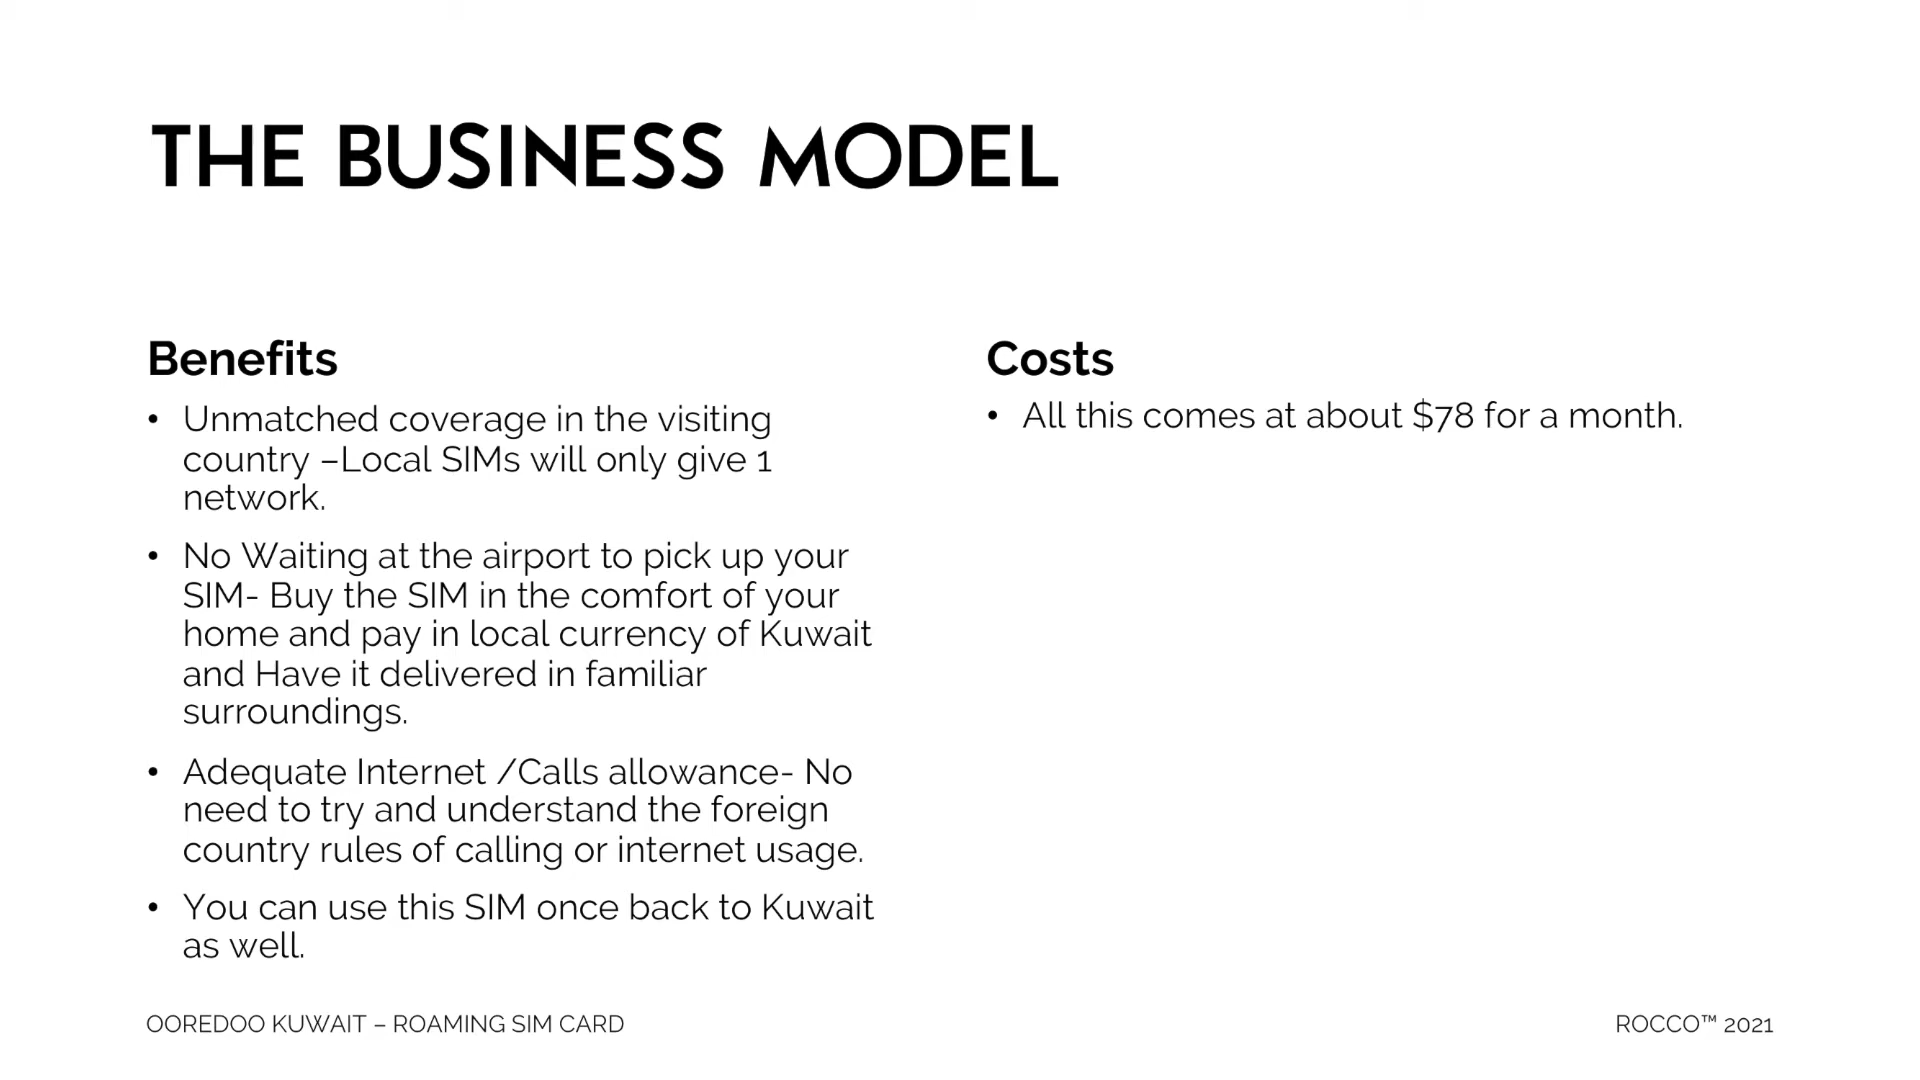 THE BUSINESS MODEL
Benefits
• Unmatched coverage in the visiting
country –Local SIMs will only give 1
network.
• No Waiting at the airport to pick up your
SIM- Buy the SIM in the comfort of your
home and pay in local currency of Kuwait
and Have it delivered in familiar
surroundings.
• Adequate Internet /Calls allowance- No
need to try and understand the foreign
country rules of calling or internet usage.
• You can use this SIM once back to Kuwait
as well.
Costs
• All this comes at about $78 for a month.
OOREDOO KUWAIT – ROAMING SIM CARD
ROCCO™ 2021